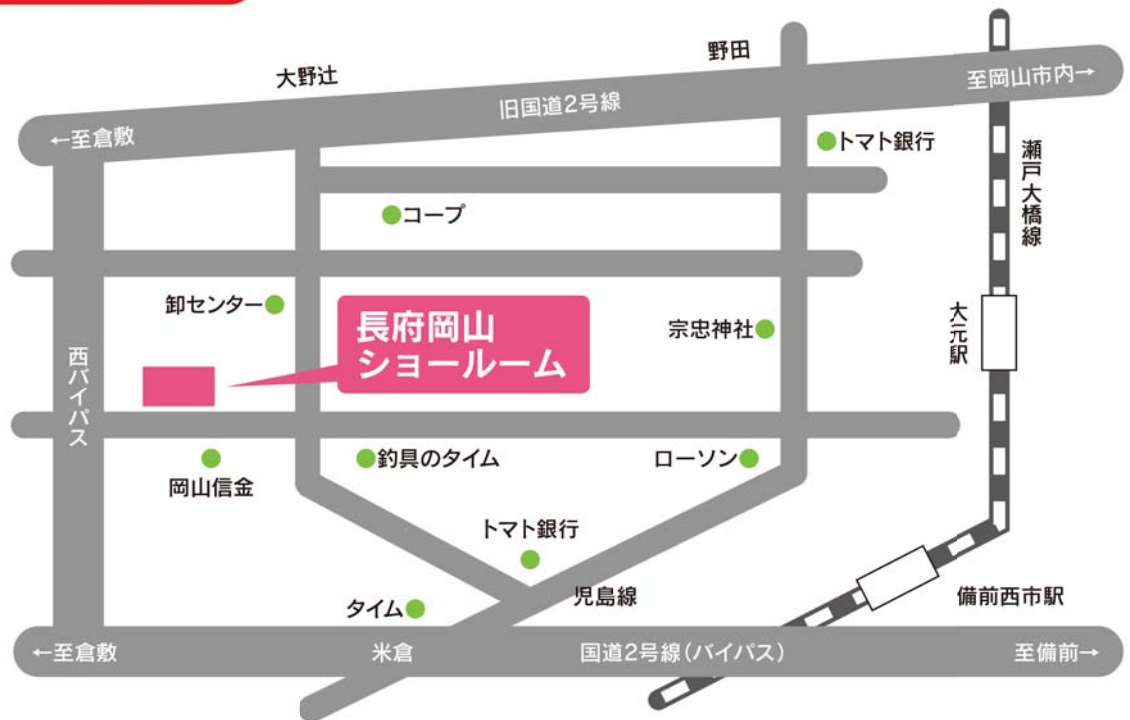 野田
大野辻
至岡山市内→
旧国道2号線
←至倉敷
トマト銀行
瀬戸大橋線
コープ
卸センター
長府岡山
ショールーム
宗忠神社
大元駅
西バイパス
岡山信金
釣具のタイム
ローソン
トマト銀行
タイム
児島線
備前西市駅
←至倉敷
米倉
国道2号線(バイパス)
至備前→